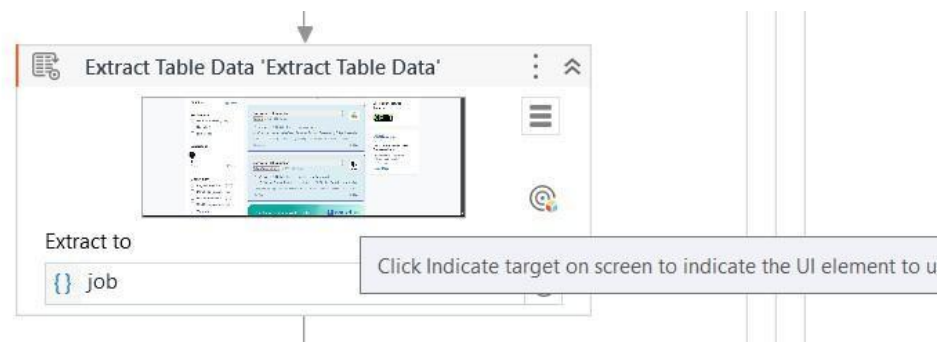 Extract Table Data 'Extract Table Data'
Extract to
Click Indicate target on screen to indicate the UI element to u
{} job